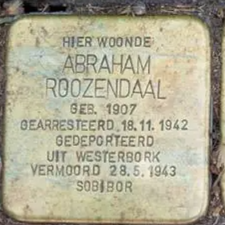 HIER WOONDE
ABRAHAM
ROOZENDAAL
GEB. 1907
GEARRESTEERD 18.11.1942
GEDEPORTEERD
UIT WESTERBORK
VERMOORD 28.5.1943
SOBIBOR